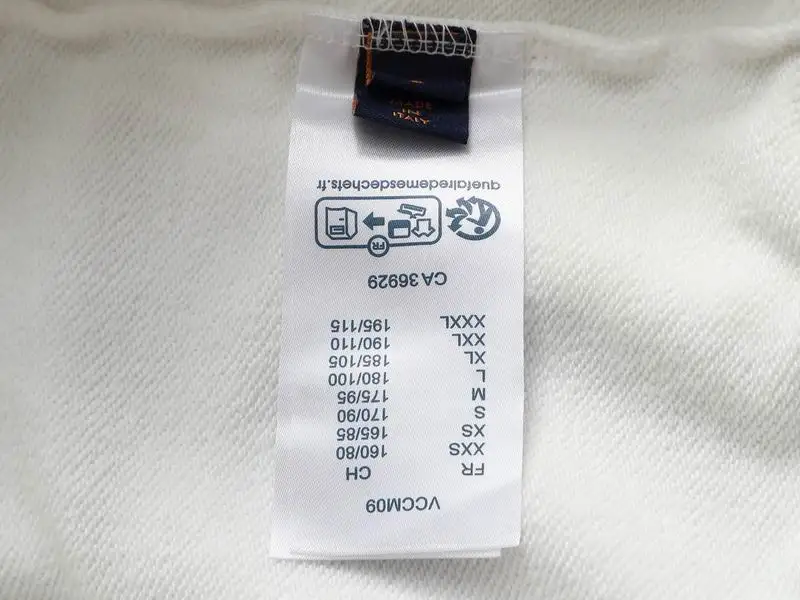 VCCM09
FR CH
XXS 160/80
XS 165/85
S 170/90
M 175/95
L 180/100
XL 185/105
XXL 190/110
XXXL 195/115
CA 36929
FR
quefairedemesdechets.fr
IN
ITALY